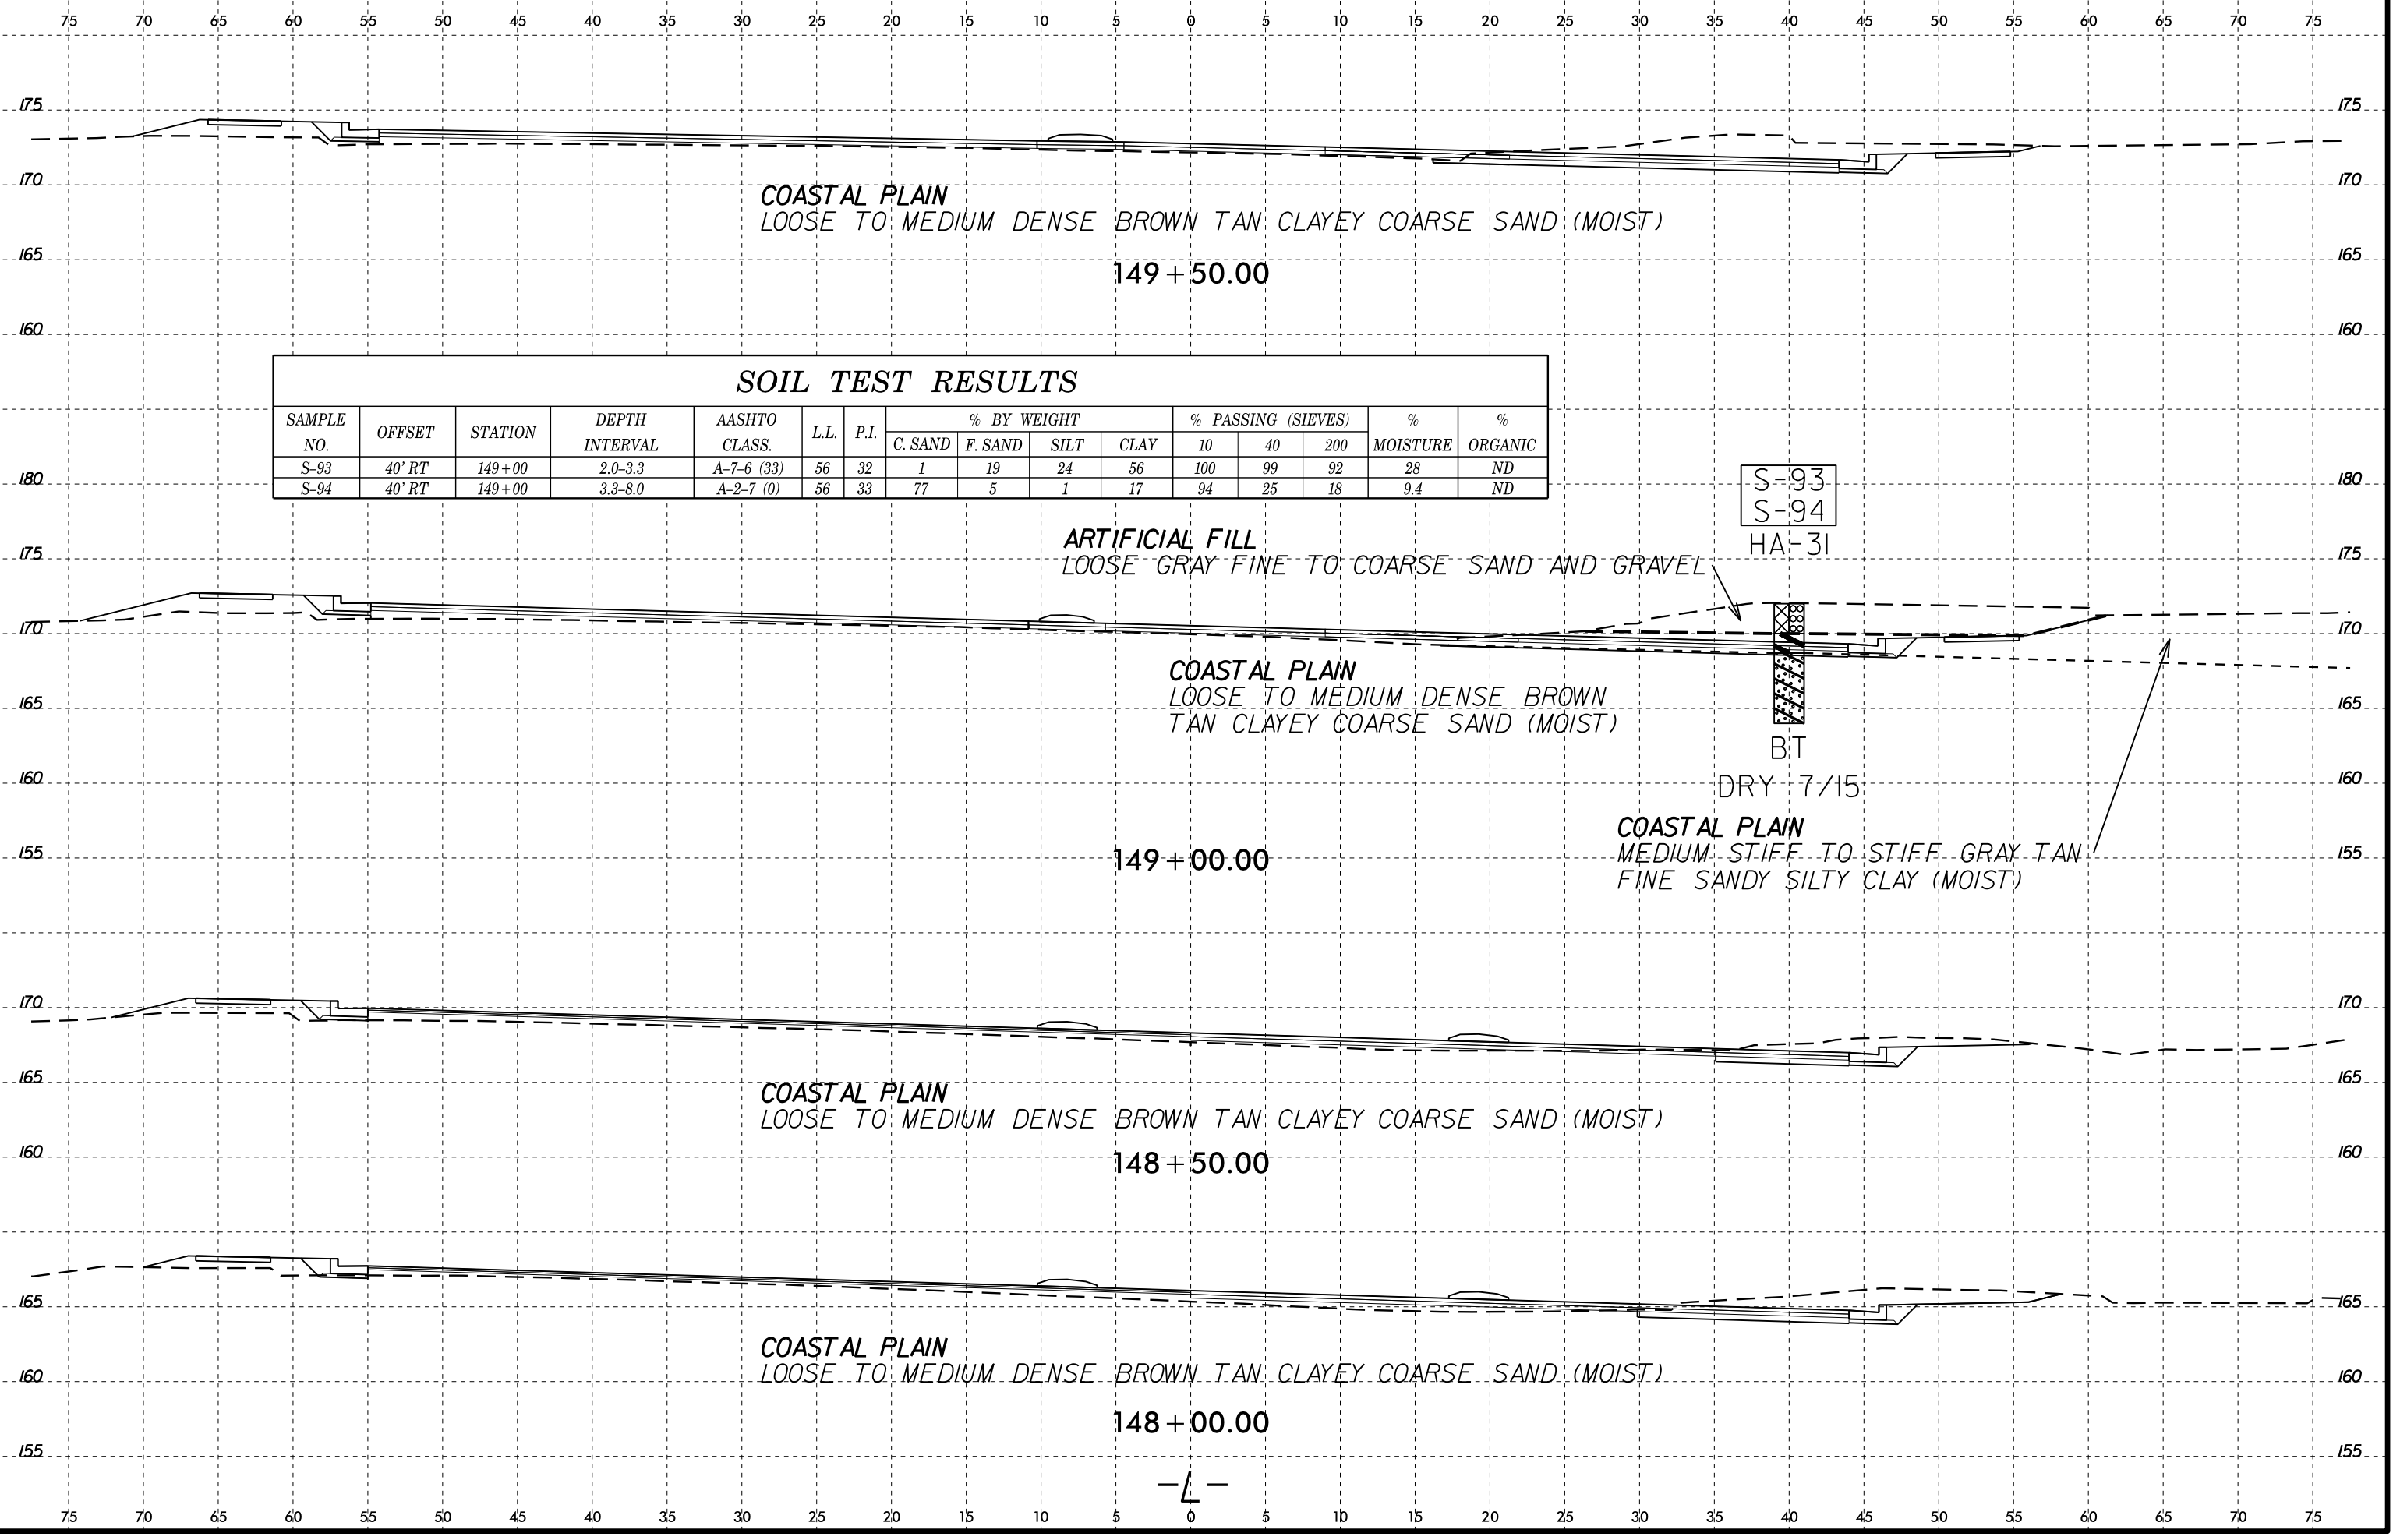 75 70 65 60 55 50 45 40 35 30 25 20 15 10 5 0 5 10 15 20 25 30 35 40 45 50 55 60 65 70 75
175 175
170 170
COASTAL PLAIN
LOOSE TO MEDIUM DENSE BROWN TAN CLAYEY COARSE SAND (MOIST)
165 165
149+50.00
160 160
SOIL TEST RESULTS
SAMPLE NO. OFFSET STATION DEPTH INTERVAL AASHTO CLASS. L.L. P.I. % BY WEIGHT % PASSING (SIEVES) % MOISTURE % ORGANIC
C. SAND F. SAND SILT CLAY 10 40 200
S-93 40' RT 149+00 2.0-3.3 A-7-6 (33) 56 32 1 19 24 56 100 99 92 28 ND
S-94 40' RT 149+00 3.3-8.0 A-2-7 (0) 56 33 77 5 1 17 94 25 18 9.4 ND
180 180
S-93
S-94
HA-31
ARTIFICIAL FILL
LOOSE GRAY FINE TO COARSE SAND AND GRAVEL
175 175
170 170
COASTAL PLAIN
LOOSE TO MEDIUM DENSE BROWN
TAN CLAYEY COARSE SAND (MOIST)
165 165
BT
DRY 7/15
160 160
COASTAL PLAIN
MEDIUM STIFF TO STIFF GRAY TAN
FINE SANDY SILTY CLAY (MOIST)
149+00.00
155 155
170 170
165 165
COASTAL PLAIN
LOOSE TO MEDIUM DENSE BROWN TAN CLAYEY COARSE SAND (MOIST)
160 160
148+50.00
165 165
COASTAL PLAIN
LOOSE TO MEDIUM DENSE BROWN TAN CLAYEY COARSE SAND (MOIST)
160 160
148+00.00
155 155
-L-
75 70 65 60 55 50 45 40 35 30 25 20 15 10 5 0 5 10 15 20 25 30 35 40 45 50 55 60 65 70 75